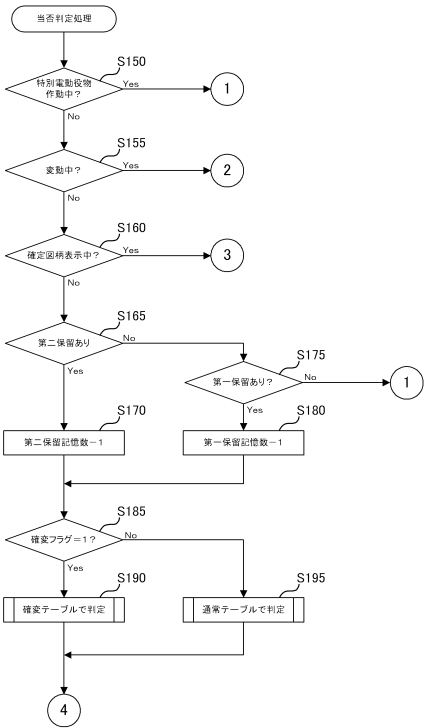 当否判定処理
S150
特別電動役物
作動中？
Yes
1
No
S155
変動中？
Yes
2
No
S160
確定図柄表示中？
Yes
3
No
S165
第二保留あり
No
Yes
S175
第一保留あり？
No
1
Yes
S170
第二保留記憶数－１
S180
第一保留記憶数－１
S185
確変フラグ＝１？
No
Yes
S190
確変テーブルで判定
S195
通常テーブルで判定
4